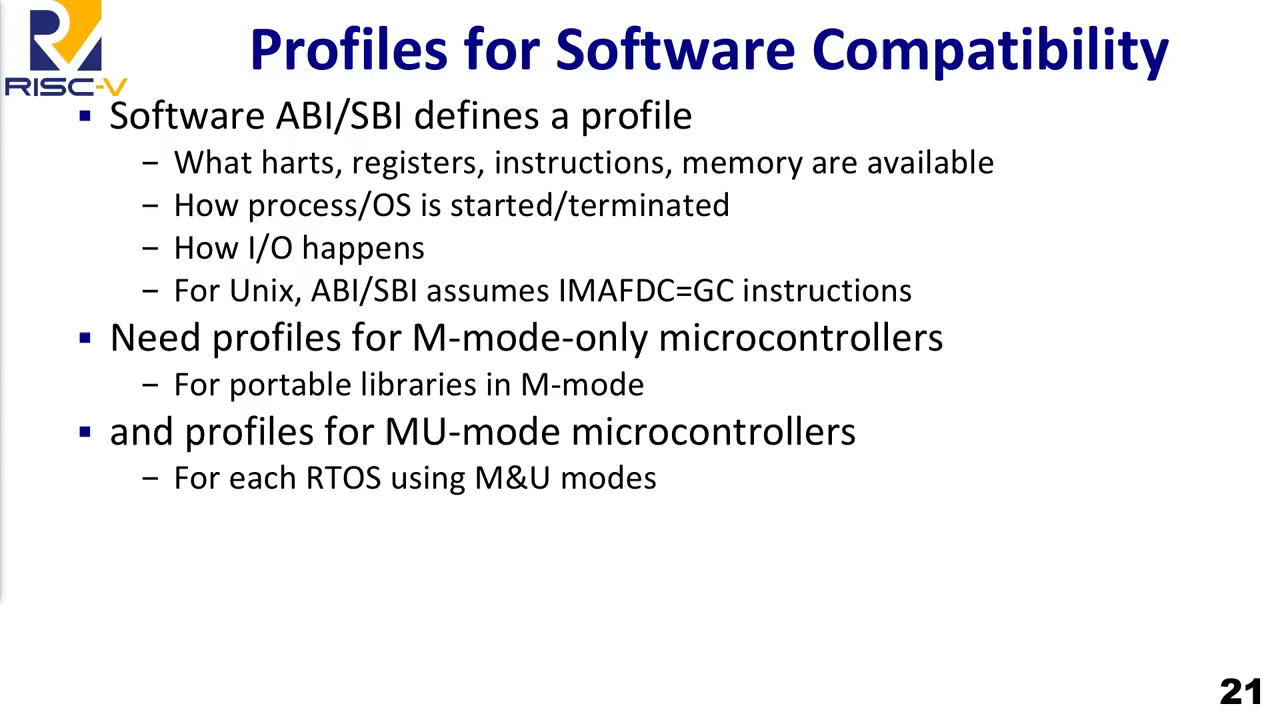 RISC-V
Profiles for Software Compatibility
▪ Software ABI/SBI defines a profile
– What harts, registers, instructions, memory are available
– How process/OS is started/terminated
– How I/O happens
– For Unix, ABI/SBI assumes IMAFDC=GC instructions
▪ Need profiles for M-mode-only microcontrollers
– For portable libraries in M-mode
▪ and profiles for MU-mode microcontrollers
– For each RTOS using M&U modes
21